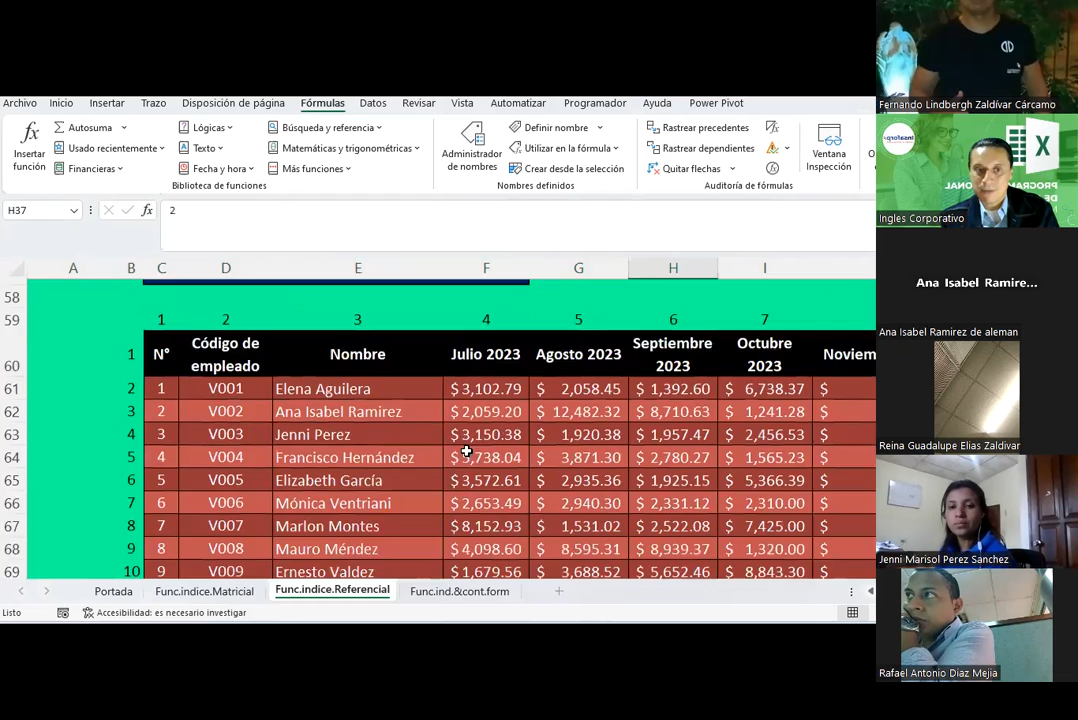 Archivo Inicio Insertar Trazo Disposición de página Fórmulas Datos Revisar Vista Automatizar Programador Ayuda Power Pivot
Insertar función
Autosuma
Usado recientemente
Financieras
Lógicas
Texto
Fecha y hora
Búsqueda y referencia
Matemáticas y trigonométricas
Más funciones
Biblioteca de funciones
Administrador de nombres
Definir nombre
Utilizar en la fórmula
Crear desde la selección
Nombres definidos
Rastrear precedentes
Rastrear dependientes
Quitar flechas
Auditoría de fórmulas
Ventana Inspección
H37 fx 2
A B C D E F G H I
58
59 1 2 3 4 5 6 7
60 1 N° Código de empleado Nombre Julio 2023 Agosto 2023 Septiembre 2023 Octubre 2023 Noviem
61 2 1 V001 Elena Aguilera $ 3,102.79 $ 2,058.45 $ 1,392.60 $ 6,738.37 $
62 3 2 V002 Ana Isabel Ramirez $ 2,059.20 $ 12,482.32 $ 8,710.63 $ 1,241.28 $
63 4 3 V003 Jenni Perez $ 3,150.38 $ 1,920.38 $ 1,957.47 $ 2,456.53 $
64 5 4 V004 Francisco Hernández $ ,738.04 $ 3,871.30 $ 2,780.27 $ 1,565.23 $
65 6 5 V005 Elizabeth García $ 3,572.61 $ 2,935.36 $ 1,925.15 $ 5,366.39 $
66 7 6 V006 Mónica Ventriani $ 2,653.49 $ 2,940.30 $ 2,331.12 $ 2,310.00 $
67 8 7 V007 Marlon Montes $ 8,152.93 $ 1,531.02 $ 2,522.08 $ 7,425.00 $
68 9 8 V008 Mauro Méndez $ 4,098.60 $ 8,595.31 $ 8,939.37 $ 1,320.00 $
69 10 9 V009 Ernesto Valdez $ 1,679.56 $ 3,688.52 $ 5,652.46 $ 8,843.30 $
Portada Func.indice.Matricial Func.indice.Referencial Func.ind.&cont.form
Listo Accesibilidad: es necesario investigar
Fernando Lindbergh Zaldívar Cárcamo
Insaforp
X
Ingles Corporativo
Ana Isabel Ramire...
Ana Isabel Ramirez de aleman
Reina Guadalupe Elias Zaldivar
Jenni Marisol Perez Sanchez
Rafael Antonio Diaz Mejia